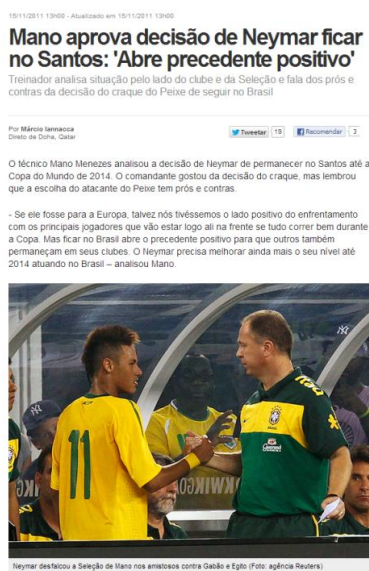 15/11/2011 13h00 - Atualizado em 15/11/2011 13h00
Mano aprova decisão de Neymar ficar
no Santos: 'Abre precedente positivo'
Treinador analisa situação pelo lado do clube e da Seleção e fala dos prós e
contras da decisão do craque do Peixe de seguir no Brasil
Por Márcio Iannacca
Direto de Doha, Qatar
Tweetar 19
Recomendar 3
O técnico Mano Menezes analisou a decisão de Neymar de permanecer no Santos até a
Copa do Mundo de 2014. O comandante gostou da decisão do craque, mas lembrou
que a escolha do atacante do Peixe tem prós e contras.
- Se ele fosse para a Europa, talvez nós tivéssemos o lado positivo do enfrentamento
com os principais jogadores que vão estar logo ali na frente se tudo correr bem durante
a Copa. Mas ficar no Brasil abre o precedente positivo para que outros também
permaneçam em seus clubes. O Neymar precisa melhorar ainda mais o seu nível até
2014 atuando no Brasil – analisou Mano.
11
Neymar desfalcou a Seleção de Mano nos amistosos contra Gabão e Egito (Foto: agência Reuters)